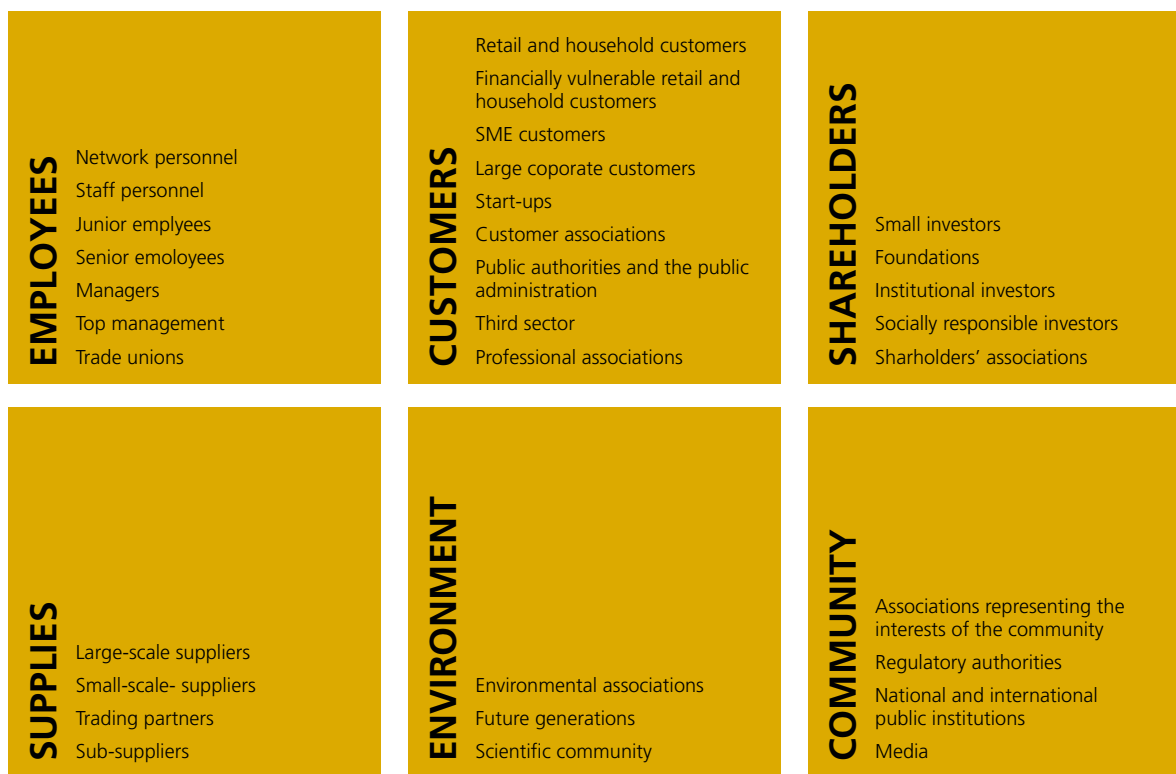 EMPLOYEES
Network personnel
Staff personnel
Junior emplyees
Senior emoloyees
Managers
Top management
Trade unions
CUSTOMERS
Retail and household customers
Financially vulnerable retail and
household customers
SME customers
Large coporate customers
Start-ups
Customer associations
Public authorities and the public
administration
Third sector
Professional associations
SHAREHOLDERS
Small investors
Foundations
Institutional investors
Socially responsible investors
Sharholders’ associations
SUPPLIES
Large-scale suppliers
Small-scale- suppliers
Trading partners
Sub-suppliers
ENVIRONMENT
Environmental associations
Future generations
Scientific community
COMMUNITY
Associations representing the
interests of the community
Regulatory authorities
National and international
public institutions
Media